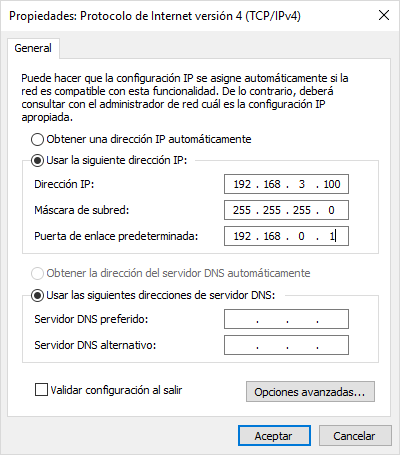 Propiedades: Protocolo de Internet versión 4 (TCP/IPv4)
General
Puede hacer que la configuración IP se asigne automáticamente si la
red es compatible con esta funcionalidad. De lo contrario, deberá
consultar con el administrador de red cuál es la configuración IP
apropiada.
Obtener una dirección IP automáticamente
Usar la siguiente dirección IP:
Dirección IP: 192 . 168 . 3 . 100
Máscara de subred: 255 . 255 . 255 . 0
Puerta de enlace predeterminada: 192 . 168 . 0 . 1
Obtener la dirección del servidor DNS automáticamente
Usar las siguientes direcciones de servidor DNS:
Servidor DNS preferido: . . .
Servidor DNS alternativo: . . .
Validar configuración al salir
Opciones avanzadas...
Aceptar Cancelar